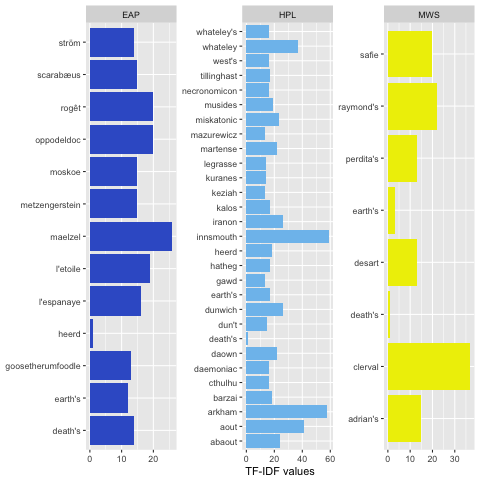 EAP
ström
scarabæus
rogêt
oppodeldoc
moskoe
metzengerstein
maelzel
l'etoile
l'espanaye
heerd
goosetherumfoodle
earth's
death's
0 10 20
HPL
whateley's
whateley
west's
tillinghast
necronomicon
musides
miskatonic
mazurewicz
martense
legrasse
kuranes
keziah
kalos
iranon
innsmouth
heerd
hatheg
gawd
earth's
dunwich
dun't
death's
daown
daemoniac
cthulhu
barzai
arkham
aout
abaout
0 20 40 60
MWS
safie
raymond's
perdita's
earth's
desart
death's
clerval
adrian's
0 10 20 30
TF-IDF values